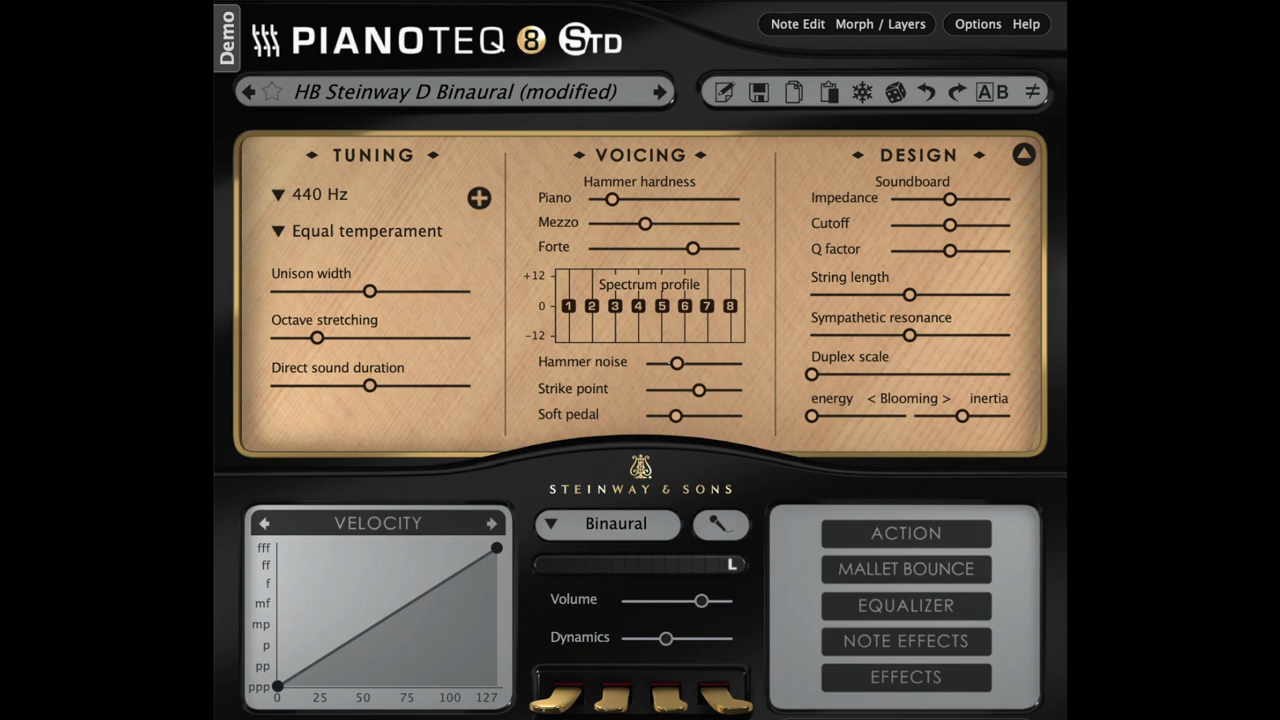 Demo
PIANOTEQ 8 STD
Note Edit Morph / Layers Options Help
HB Steinway D Binaural (modified)
A B ≠
TUNING
440 Hz
Equal temperament
Unison width
Octave stretching
Direct sound duration
VOICING
Hammer hardness
Piano
Mezzo
Forte
+12
0
-12
Spectrum profile
1 2 3 4 5 6 7 8
Hammer noise
Strike point
Soft pedal
DESIGN
Soundboard
Impedance
Cutoff
Q factor
String length
Sympathetic resonance
Duplex scale
energy < Blooming > inertia
STEINWAY & SONS
VELOCITY
fff
ff
f
mf
mp
p
pp
ppp
0 25 50 75 100 127
Binaural
L
Volume
Dynamics
ACTION
MALLET BOUNCE
EQUALIZER
NOTE EFFECTS
EFFECTS